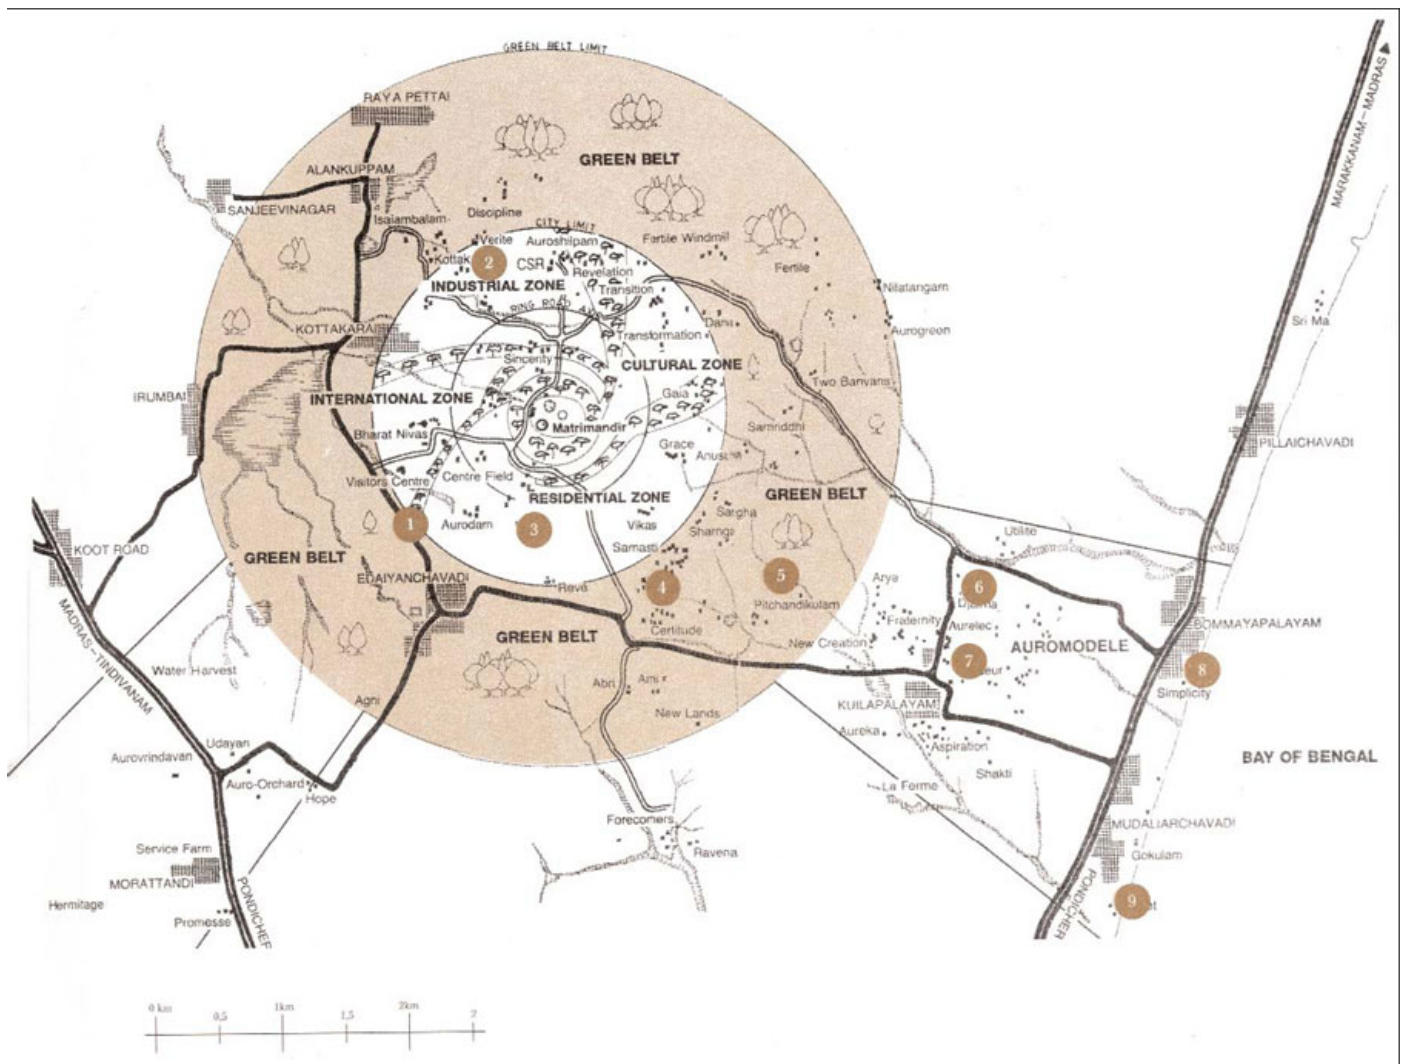 GREEN BELT LIMIT
RAYA PETTAI
GREEN BELT
ALANKUPPAM
SANJEEVINAGAR
Isaiambalam
Discipline
CITY LIMIT
Verite
Auroshilpam
Fertile Windmill
Fertile
Kottak
2
CSR
Revelation
INDUSTRIAL ZONE
Transition
Nilatangam
RING ROAD
Sri Ma
KOTTAKARAI
Transformation
Dana
Aurogreen
Sincerity
CULTURAL ZONE
Two Banyans
IRUMBAI
INTERNATIONAL ZONE
Gaia
Bharat Nivas
Matrimandir
Samriddhi
Grace
PILLAICHAVADI
Visitors Centre
Centre Field
RESIDENTIAL ZONE
GREEN BELT
1
Aurodam
3
Vikas
Sargha
Sharnga
Utilite
KOOT ROAD
GREEN BELT
Samasti
EDAIYANCHAVADI
Reve
4
5
Arya
6
Pitchandikulam
Fraternity
Aurelec
BOMMAYAPALAYAM
GREEN BELT
Certitude
New Creation
AUROMODELE
7
eur
8
Water Harvest
Abri
Ami
Simplicity
MADRAS-TINDIVANAM
Agni
New Lands
KUILAPALAYAM
Aureka
Aspiration
Udayan
Aurovrindavan
BAY OF BENGAL
Auro-Orchard
Hope
Shakti
La Ferme
Forecomers
MUDALIARCHAVADI
Ravena
Gokulam
Service Farm
MORATTANDI
Hermitage
Promesse
PONDICHER
PONDICHER
9
MARAKKANAM-MADRAS
0 km
0,5
1km
1,5
2km
2